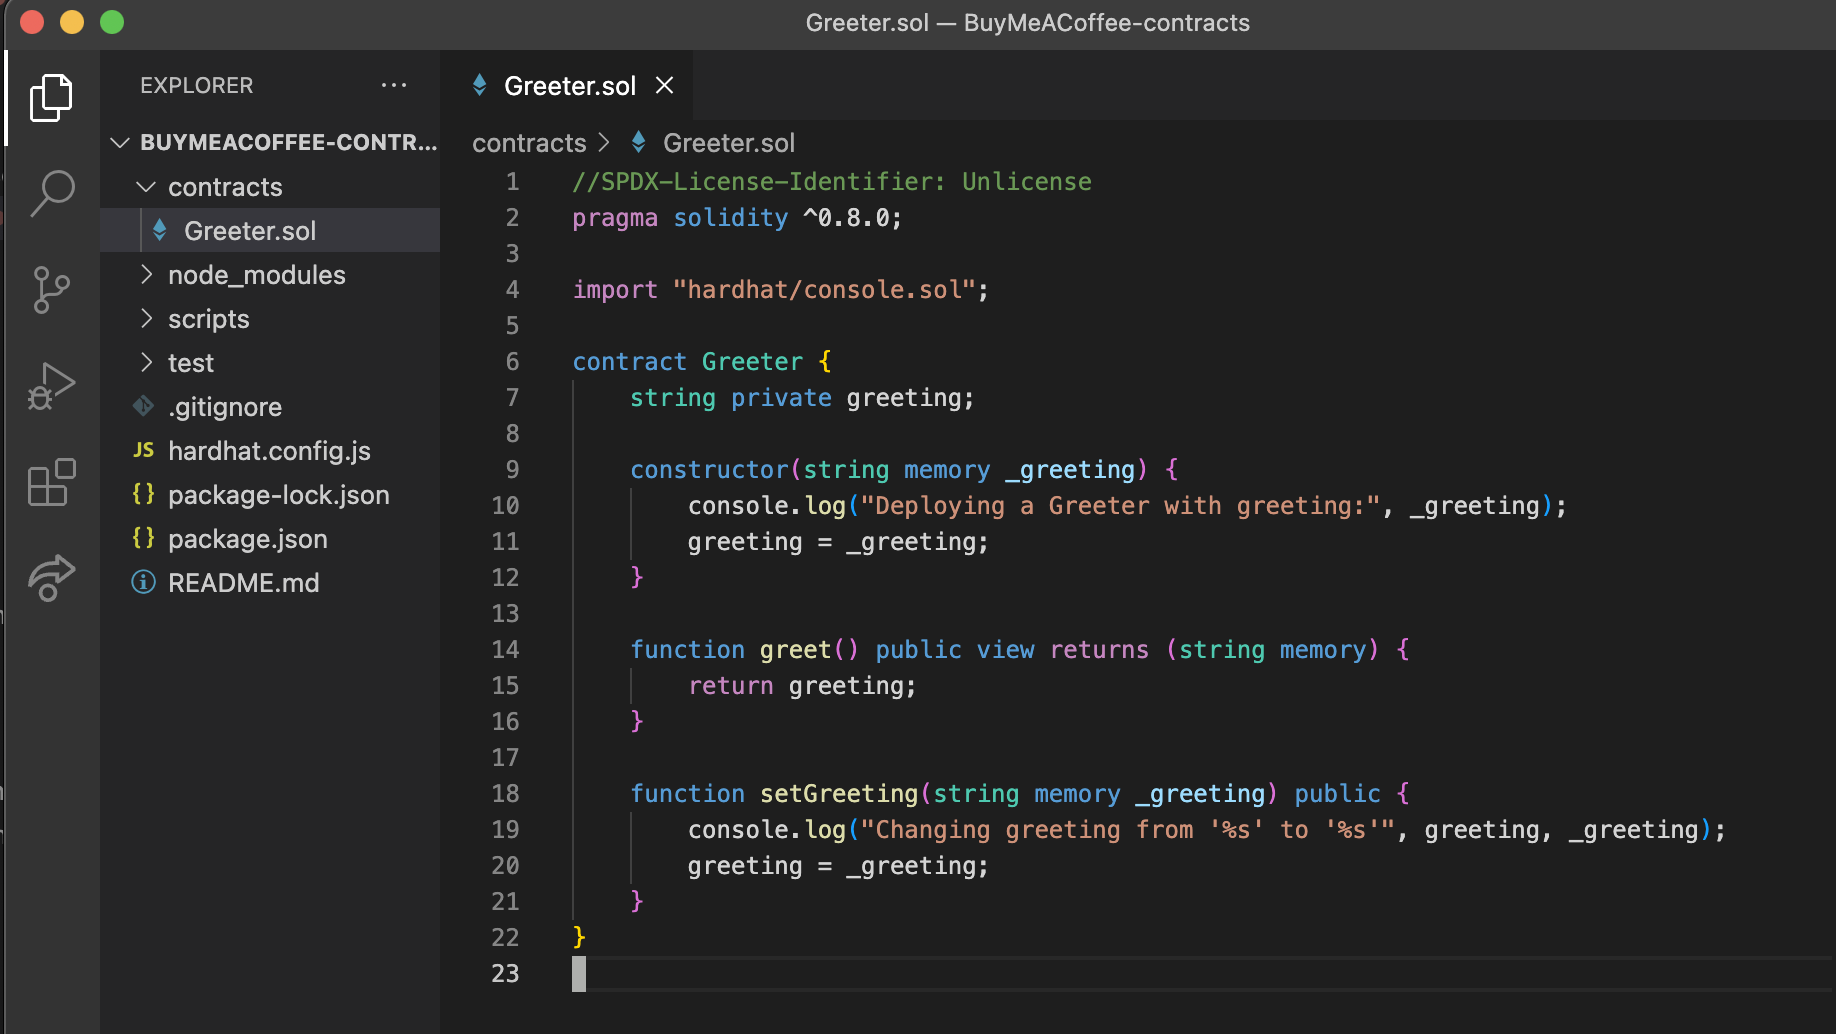 Greeter.sol — BuyMeACoffee-contracts
EXPLORER
BUYMEACOFFEE-CONTR...
contracts
Greeter.sol
node_modules
scripts
test
.gitignore
JS hardhat.config.js
{} package-lock.json
{} package.json
README.md
Greeter.sol
contracts > Greeter.sol
1 //SPDX-License-Identifier: Unlicense
2 pragma solidity ^0.8.0;
3
4 import "hardhat/console.sol";
5
6 contract Greeter {
7     string private greeting;
8
9     constructor(string memory _greeting) {
10         console.log("Deploying a Greeter with greeting:", _greeting);
11         greeting = _greeting;
12     }
13
14     function greet() public view returns (string memory) {
15         return greeting;
16     }
17
18     function setGreeting(string memory _greeting) public {
19         console.log("Changing greeting from '%s' to '%s'", greeting, _greeting);
20         greeting = _greeting;
21     }
22 }
23